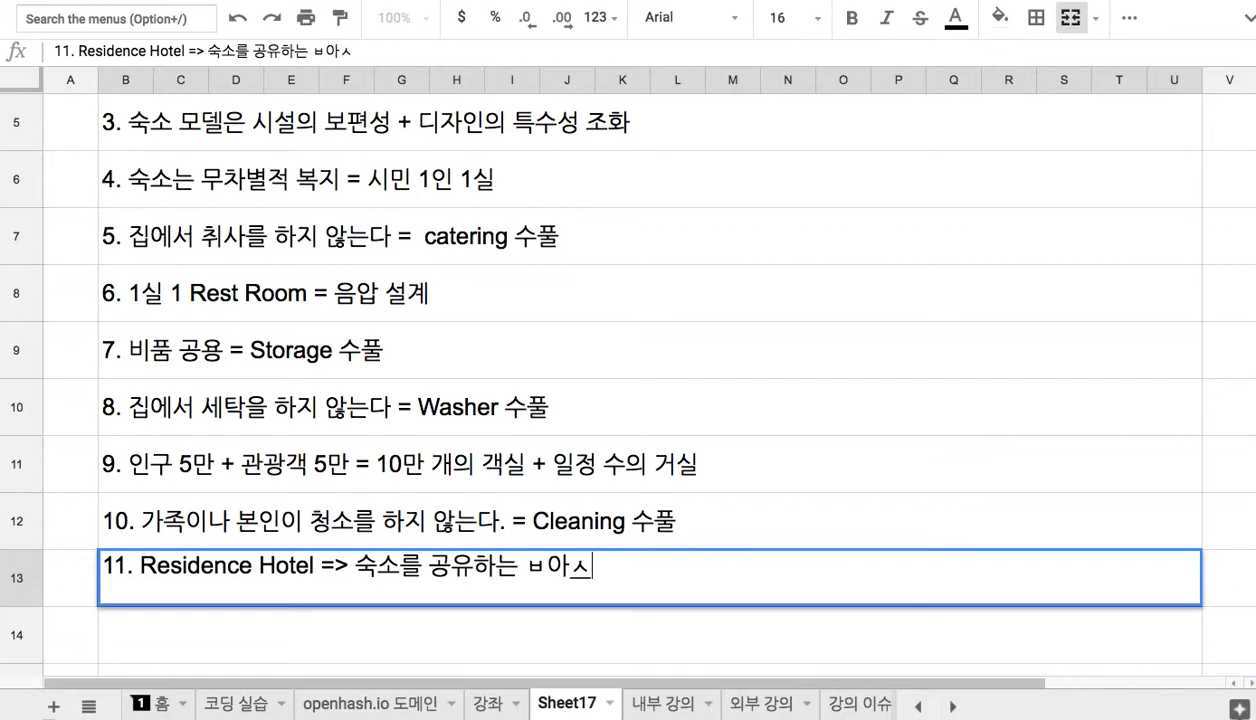 Search the menus (Option+/) 100% $ % .0 .00 123 Arial 16 B I S A
fx 11. Residence Hotel => 숙소를 공유하는 ㅂ아ㅅ
A B C D E F G H I J K L M N O P Q R S T U V
5 3. 숙소 모델은 시설의 보편성 + 디자인의 특수성 조화
6 4. 숙소는 무차별적 복지 = 시민 1인 1실
7 5. 집에서 취사를 하지 않는다 = catering 수풀
8 6. 1실 1 Rest Room = 음압 설계
9 7. 비품 공용 = Storage 수풀
10 8. 집에서 세탁을 하지 않는다 = Washer 수풀
11 9. 인구 5만 + 관광객 5만 = 10만 개의 객실 + 일정 수의 거실
12 10. 가족이나 본인이 청소를 하지 않는다. = Cleaning 수풀
13 11. Residence Hotel => 숙소를 공유하는 ㅂ아ㅅ
14
1 홈 코딩 실습 openhash.io 도메인 강좌 Sheet17 내부 강의 외부 강의 강의 이슈